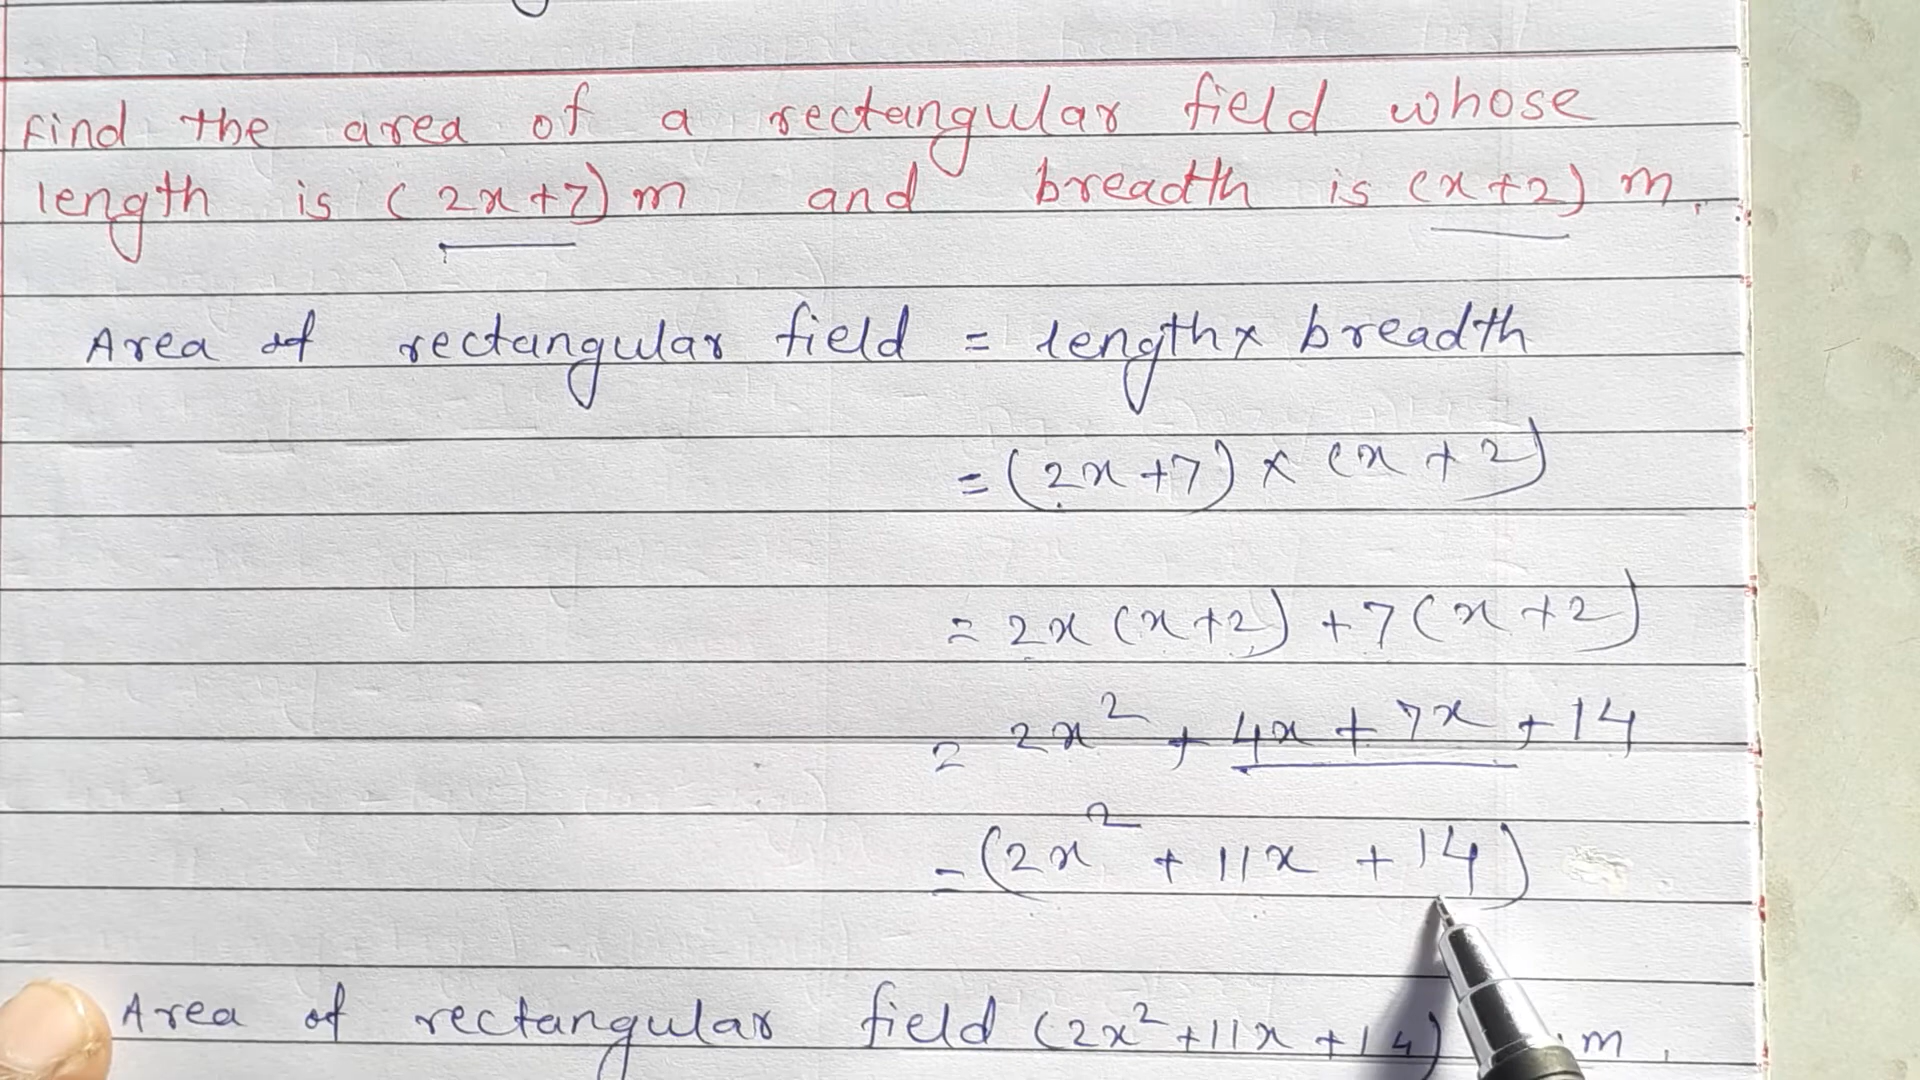 Find the area of a rectangular field whose
length is (2x+7) m and breadth is (x+2) m.
Area of rectangular field = length x breadth
= (2x+7) x (x+2)
= 2x (x+2) + 7 (x+2)
= 2x² + 4x + 7x + 14
= (2x² + 11x + 14)
Area of rectangular field (2x²+11x+14) m.